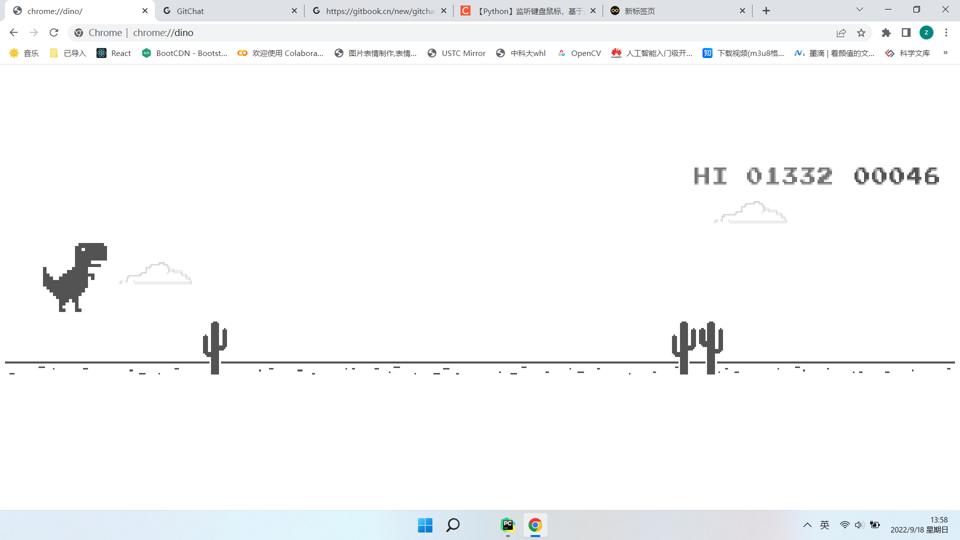 chrome://dino/
GitChat
https://gitbook.cn/new/gitcha
【Python】监听键盘鼠标，基于
新标签页
Chrome | chrome://dino
音乐
已导入
React
BootCDN - Bootst...
欢迎使用 Colabora...
图片表情制作,表情...
USTC Mirror
中科大whl
OpenCV
人工智能入门级开...
下载视频(m3u8格...
墨滴 | 看颜值的文...
科学文库
»
z
HI 01332 00046
PC
英
13:58
2022/9/18 星期日